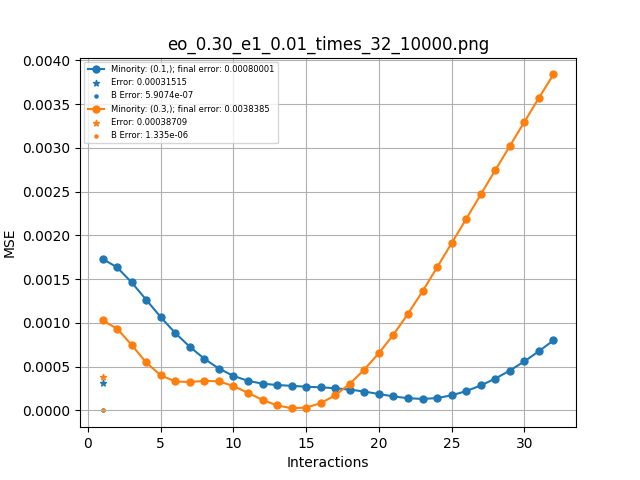 eo_0.30_e1_0.01_times_32_10000.png
Minority: (0.1,); final error: 0.00080001
Error: 0.00031515
B Error: 5.9074e-07
Minority: (0.3,); final error: 0.0038385
Error: 0.00038709
B Error: 1.335e-06
0.0040
0.0035
0.0030
0.0025
0.0020
0.0015
0.0010
0.0005
0.0000
MSE
0 5 10 15 20 25 30
Interactions